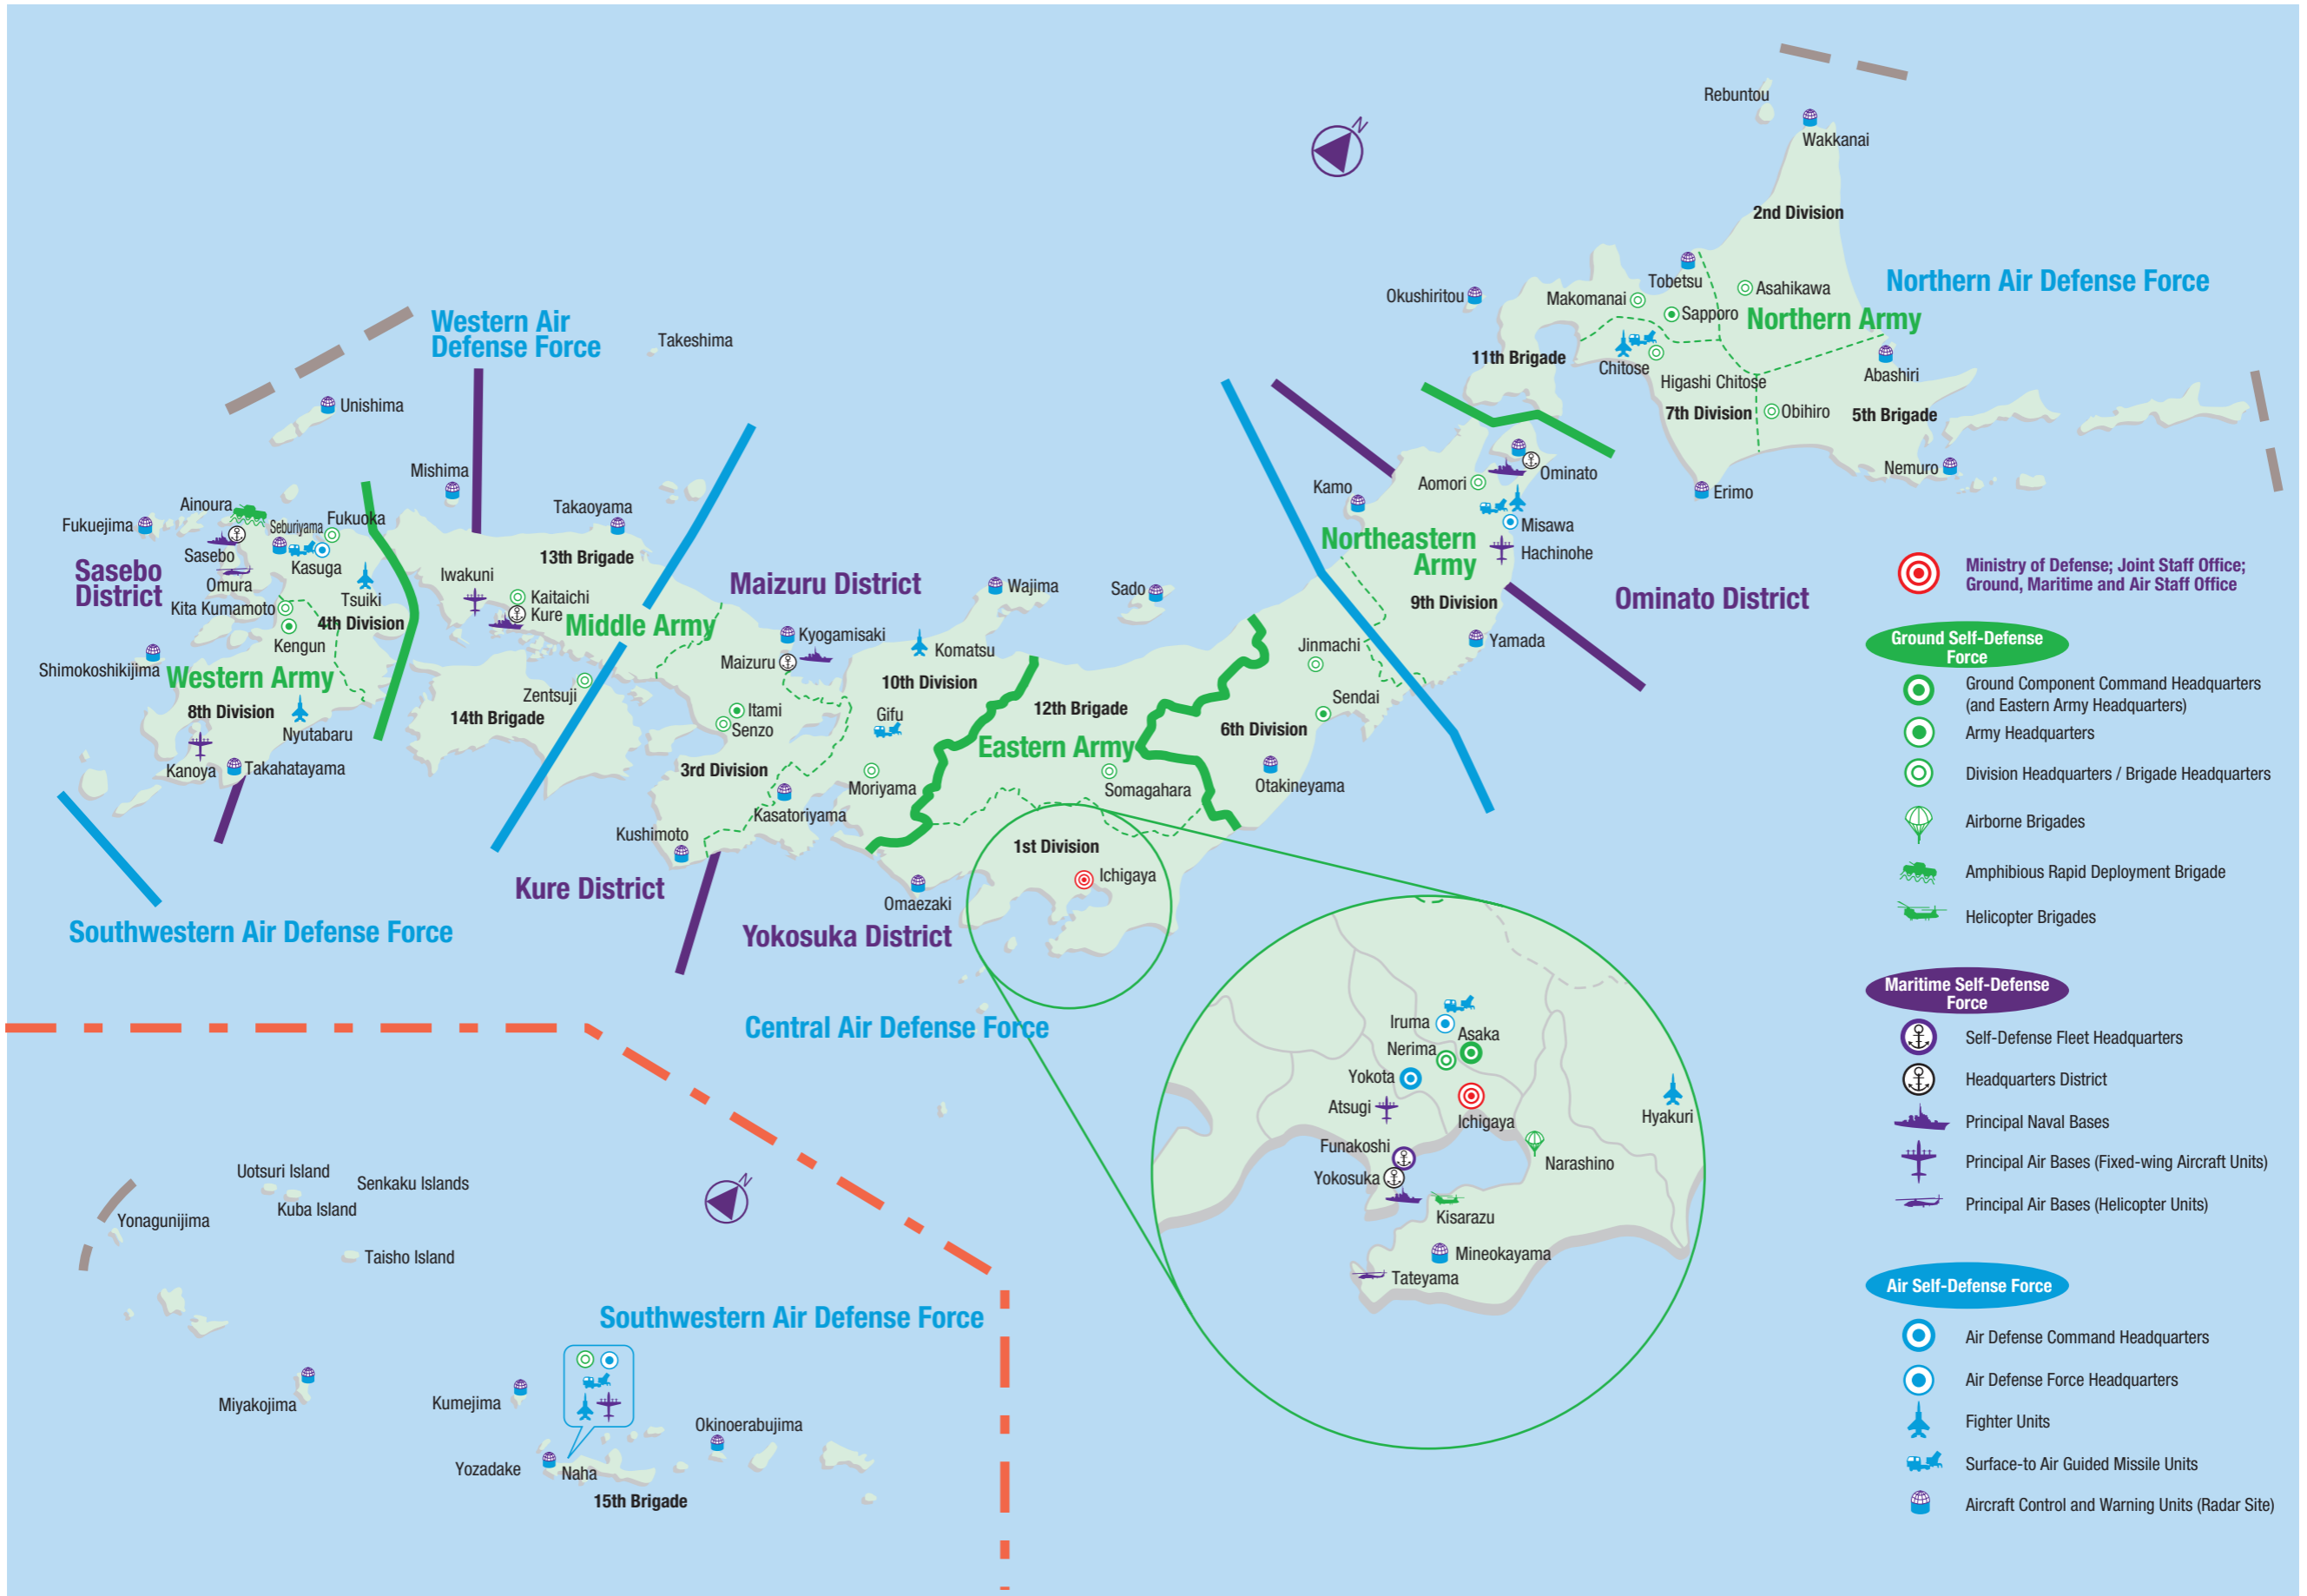 Rebuntou
Wakkanai
2nd Division
Tobetsu
Asahikawa
Northern Air Defense Force
Okushiritou
Makomanai
Sapporo
Northern Army
11th Brigade
Chitose
Higashi Chitose
Abashiri
7th Division
Obihiro
5th Brigade
Nemuro
Erimo
N
Western Air
Defense Force
Takeshima
Unishima
Mishima
Takaoyama
Ainoura
Fukuejima
Seburiyama
Fukuoka
Sasebo
Kasuga
Omura
Sasebo
District
Tsuiki
Kita Kumamoto
4th Division
Kengun
Shimokoshikijima
Western Army
8th Division
Nyutabaru
Kanoya
Takahatayama
13th Brigade
Iwakuni
Kaitaichi
Kure
Middle Army
Zentsuji
14th Brigade
Maizuru District
Wajima
Sado
Kyogamisaki
Komatsu
Maizuru
10th Division
Itami
Senzo
Gifu
3rd Division
Moriyama
Kasatoriyama
Kushimoto
Kure District
12th Brigade
Eastern Army
Somagahara
1st Division
Ichigaya
Omaezaki
Yokosuka District
Central Air Defense Force
Kamo
Aomori
Ominato
Misawa
Hachinohe
Northeastern
Army
9th Division
Ominato District
Yamada
Jinmachi
Sendai
6th Division
Otakineyama
Southwestern Air Defense Force
Iruma
Asaka
Nerima
Yokota
Atsugi
Ichigaya
Hyakuri
Funakoshi
Narashino
Yokosuka
Kisarazu
Mineokayama
Tateyama
N
Uotsuri Island
Senkaku Islands
Kuba Island
Yonagunijima
Taisho Island
Southwestern Air Defense Force
Miyakojima
Kumejima
Okinoerabujima
Yozadake
Naha
15th Brigade
Ministry of Defense; Joint Staff Office;
Ground, Maritime and Air Staff Office
Ground Self-Defense
Force
Ground Component Command Headquarters
(and Eastern Army Headquarters)
Army Headquarters
Division Headquarters / Brigade Headquarters
Airborne Brigades
Amphibious Rapid Deployment Brigade
Helicopter Brigades
Maritime Self-Defense
Force
Self-Defense Fleet Headquarters
Headquarters District
Principal Naval Bases
Principal Air Bases (Fixed-wing Aircraft Units)
Principal Air Bases (Helicopter Units)
Air Self-Defense Force
Air Defense Command Headquarters
Air Defense Force Headquarters
Fighter Units
Surface-to Air Guided Missile Units
Aircraft Control and Warning Units (Radar Site)